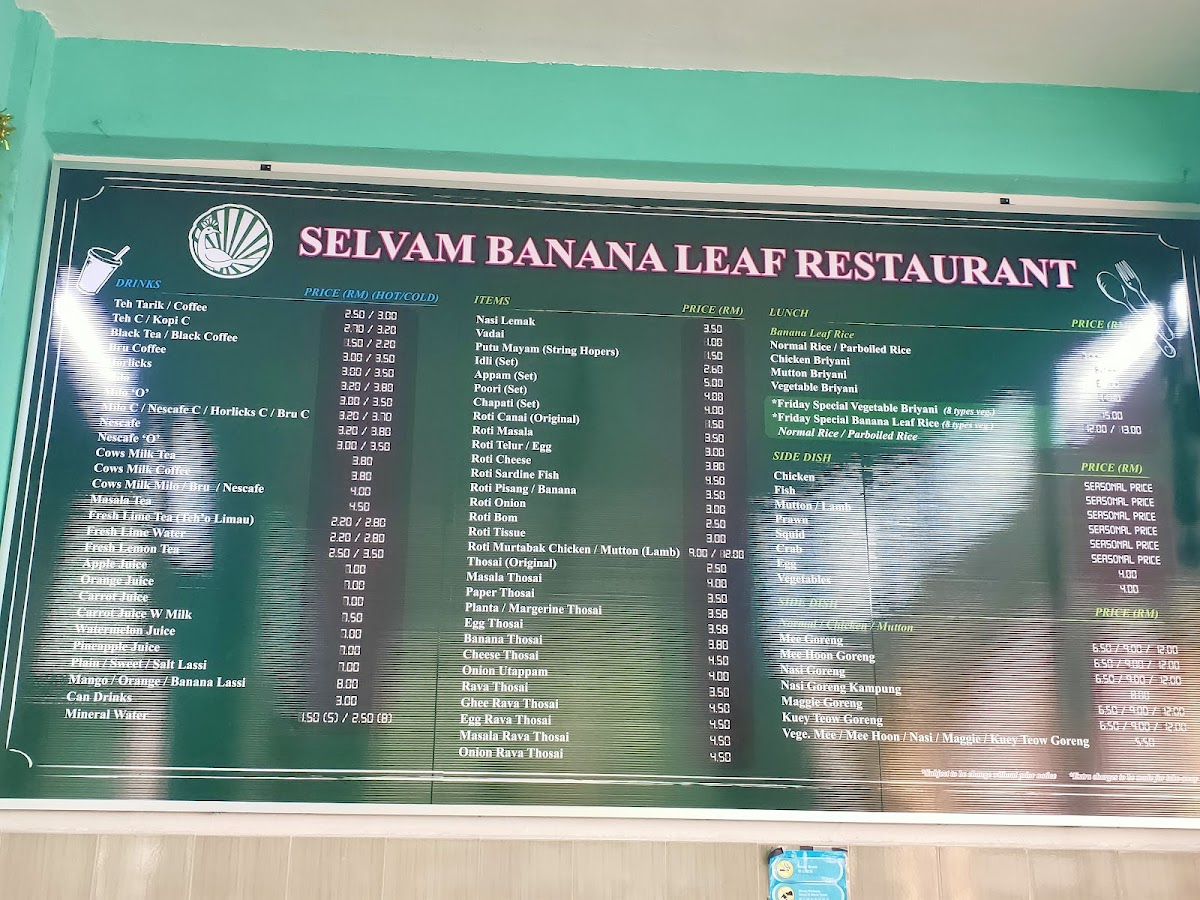 SELVAM BANANA LEAF RESTAURANT
DRINKS PRICE (RM) (HOT/COLD)
Teh Tarik / Coffee 2.50 / 3.00
Teh C / Kopi C 2.70 / 3.20
Black Tea / Black Coffee 1.50 / 2.20
Bru Coffee 3.00 / 3.50
Horlicks 3.00 / 3.50
3.20 / 3.80
Milo 'O' 3.00 / 3.50
Milo C / Nescafe C / Horlicks C / Bru C 3.20 / 3.70
Nescafe 3.20 / 3.80
Nescafe 'O' 3.00 / 3.50
Cows Milk Tea 3.80
Cows Milk Coffee 3.80
Cows Milk Milo / Bru / Nescafe 4.00
Masala Tea 4.50
Fresh Lime Tea (Teh'o Limau) 2.20 / 2.80
Fresh Lime Water 2.20 / 2.80
Fresh Lemon Tea 2.50 / 3.50
Apple Juice 7.00
Orange Juice 7.00
Carrot Juice 7.00
Carrot Juice W Milk 7.50
Watermelon Juice 7.00
Pineapple Juice 7.00
Plain / Sweet / Salt Lassi 7.00
Mango / Orange / Banana Lassi 8.00
Can Drinks 3.00
Mineral Water 1.50 (S) / 2.50 (B)
ITEMS PRICE (RM)
Nasi Lemak 3.50
Vadai 1.00
Putu Mayam (String Hopers) 1.50
Idli (Set) 2.60
Appam (Set) 5.00
Poori (Set) 4.00
Chapati (Set) 4.00
Roti Canai (Original) 1.50
Roti Masala 3.50
Roti Telur / Egg 3.00
Roti Cheese 3.80
Roti Sardine Fish 4.50
Roti Pisang / Banana 3.50
Roti Onion 3.00
Roti Bom 2.50
Roti Tissue 3.00
Roti Murtabak Chicken / Mutton (Lamb) 9.00 / 12.00
Thosai (Original) 2.50
Masala Thosai 4.00
Paper Thosai 3.50
Planta / Margerine Thosai 3.58
Egg Thosai 3.58
Banana Thosai 3.80
Cheese Thosai 4.50
Onion Utappam 4.00
Rava Thosai 3.50
Ghee Rava Thosai 4.50
Egg Rava Thosai 4.50
Masala Rava Thosai 4.50
Onion Rava Thosai 4.50
LUNCH PRICE
Banana Leaf Rice
Normal Rice / Parboiled Rice
Chicken Briyani
Mutton Briyani
Vegetable Briyani
*Friday Special Vegetable Briyani (8 types veg.) 15.00
*Friday Special Banana Leaf Rice (8 types veg.) 12.00 / 13.00
Normal Rice / Parboiled Rice
SIDE DISH PRICE (RM)
Chicken SEASONAL PRICE
Fish SEASONAL PRICE
Mutton / Lamb SEASONAL PRICE
Prawn SEASONAL PRICE
Squid SEASONAL PRICE
Crab SEASONAL PRICE
Egg 4.00
Vegetables 4.00
SIDE DISH PRICE (RM)
Normal / Chicken / Mutton
Mee Goreng 6.50 / 9.00 / 12.00
Mee Hoon Goreng 6.50 / 9.00 / 12.00
Nasi Goreng 6.50 / 9.00 / 12.00
Nasi Goreng Kampung 8.00
Maggie Goreng 6.50 / 9.00 / 12.00
Kuey Teow Goreng 6.50 / 9.00 / 12.00
Vege. Mee / Mee Hoon / Nasi / Maggie / Kuey Teow Goreng 5.50
*Subject to be change without prior notice *Extra charges to be made for